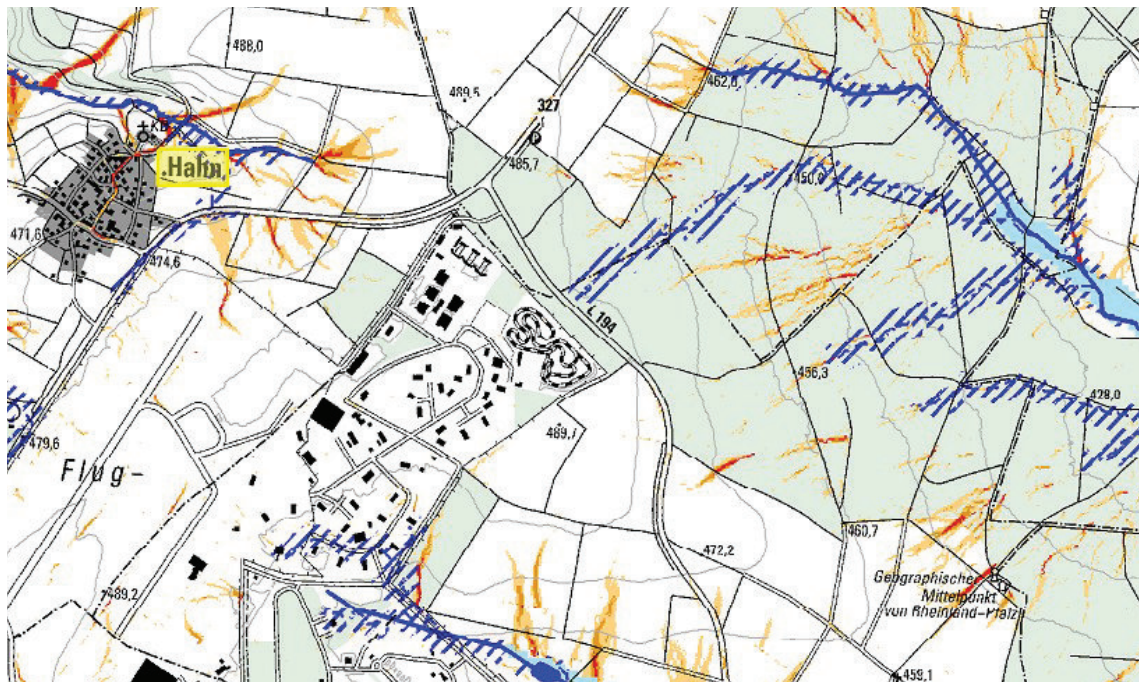 488,0
489,5
327
P
485,7
462,0
450,0
Hahn
471,6
474,6
L 194
456,3
428,0
479,6
489,7
Flug-
460,7
472,2
489,2
Geographischer
Mittelpunkt
von Rheinland-Pfalz
459,1